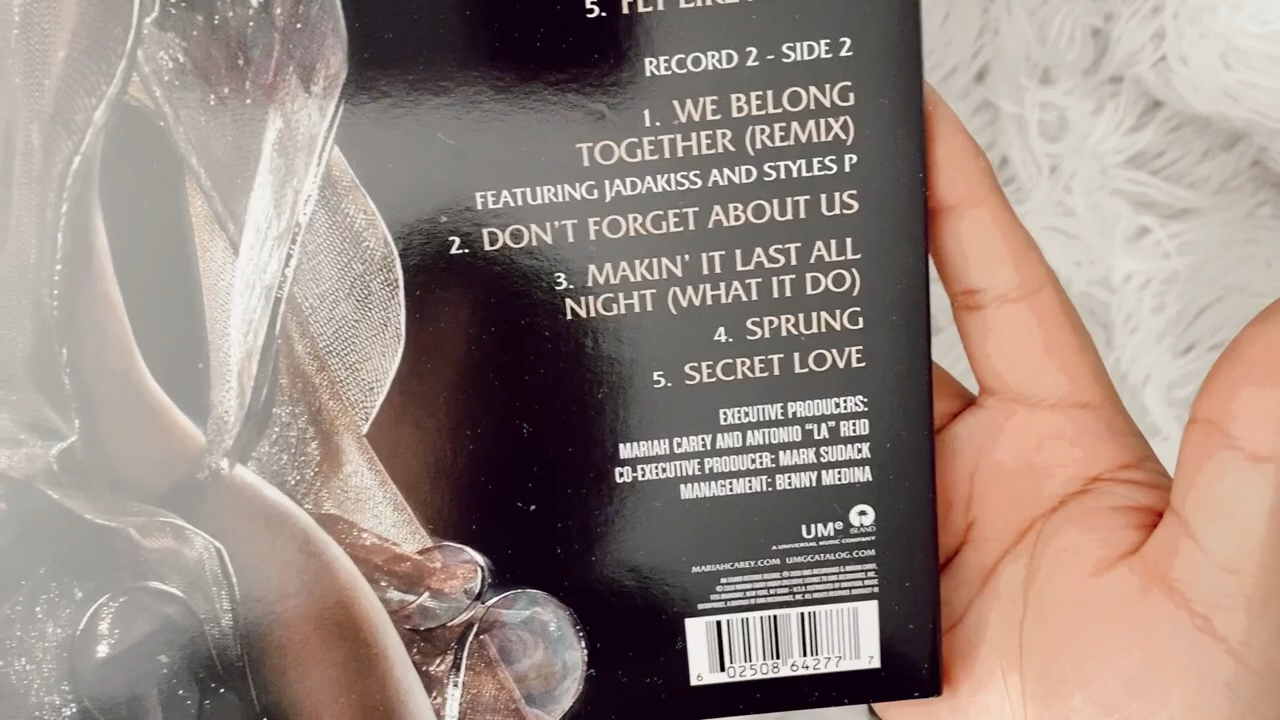 5. FLY LIKE
RECORD 2 - SIDE 2
1. WE BELONG
TOGETHER (REMIX)
FEATURING JADAKISS AND STYLES P
2. DON'T FORGET ABOUT US
3. MAKIN' IT LAST ALL
NIGHT (WHAT IT DO)
4. SPRUNG
5. SECRET LOVE
EXECUTIVE PRODUCERS:
MARIAH CAREY AND ANTONIO "LA" REID
CO-EXECUTIVE PRODUCER: MARK SUDACK
MANAGEMENT: BENNY MEDINA
UMe ISLAND
A UNIVERSAL MUSIC COMPANY
MARIAHCAREY.COM UMGCATALOG.COM
6 02508 64277 7